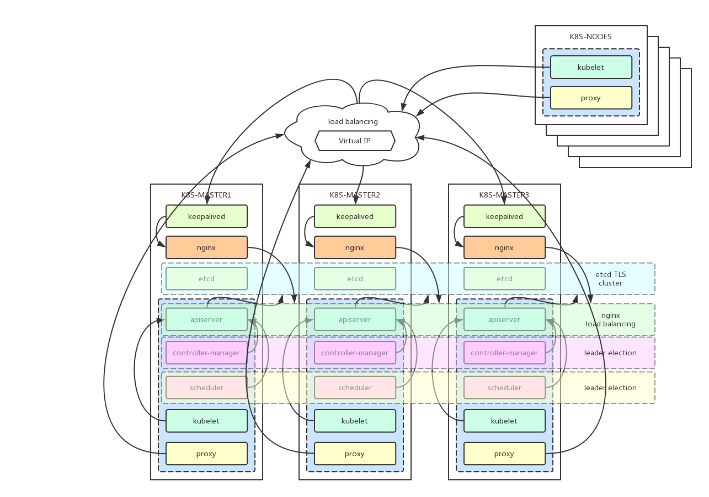 K8S-NODES
kubelet
proxy
load balancing
Virtual IP
K8S-MASTER1
K8S-MASTER2
K8S-MASTER3
keepalived
keepalived
keepalived
nginx
nginx
nginx
etcd
etcd
etcd
etcd TLS
cluster
apiserver
apiserver
apiserver
nginx
load balancing
controller-manager
controller-manager
controller-manager
leader election
scheduler
scheduler
scheduler
leader election
kubelet
kubelet
kubelet
proxy
proxy
proxy